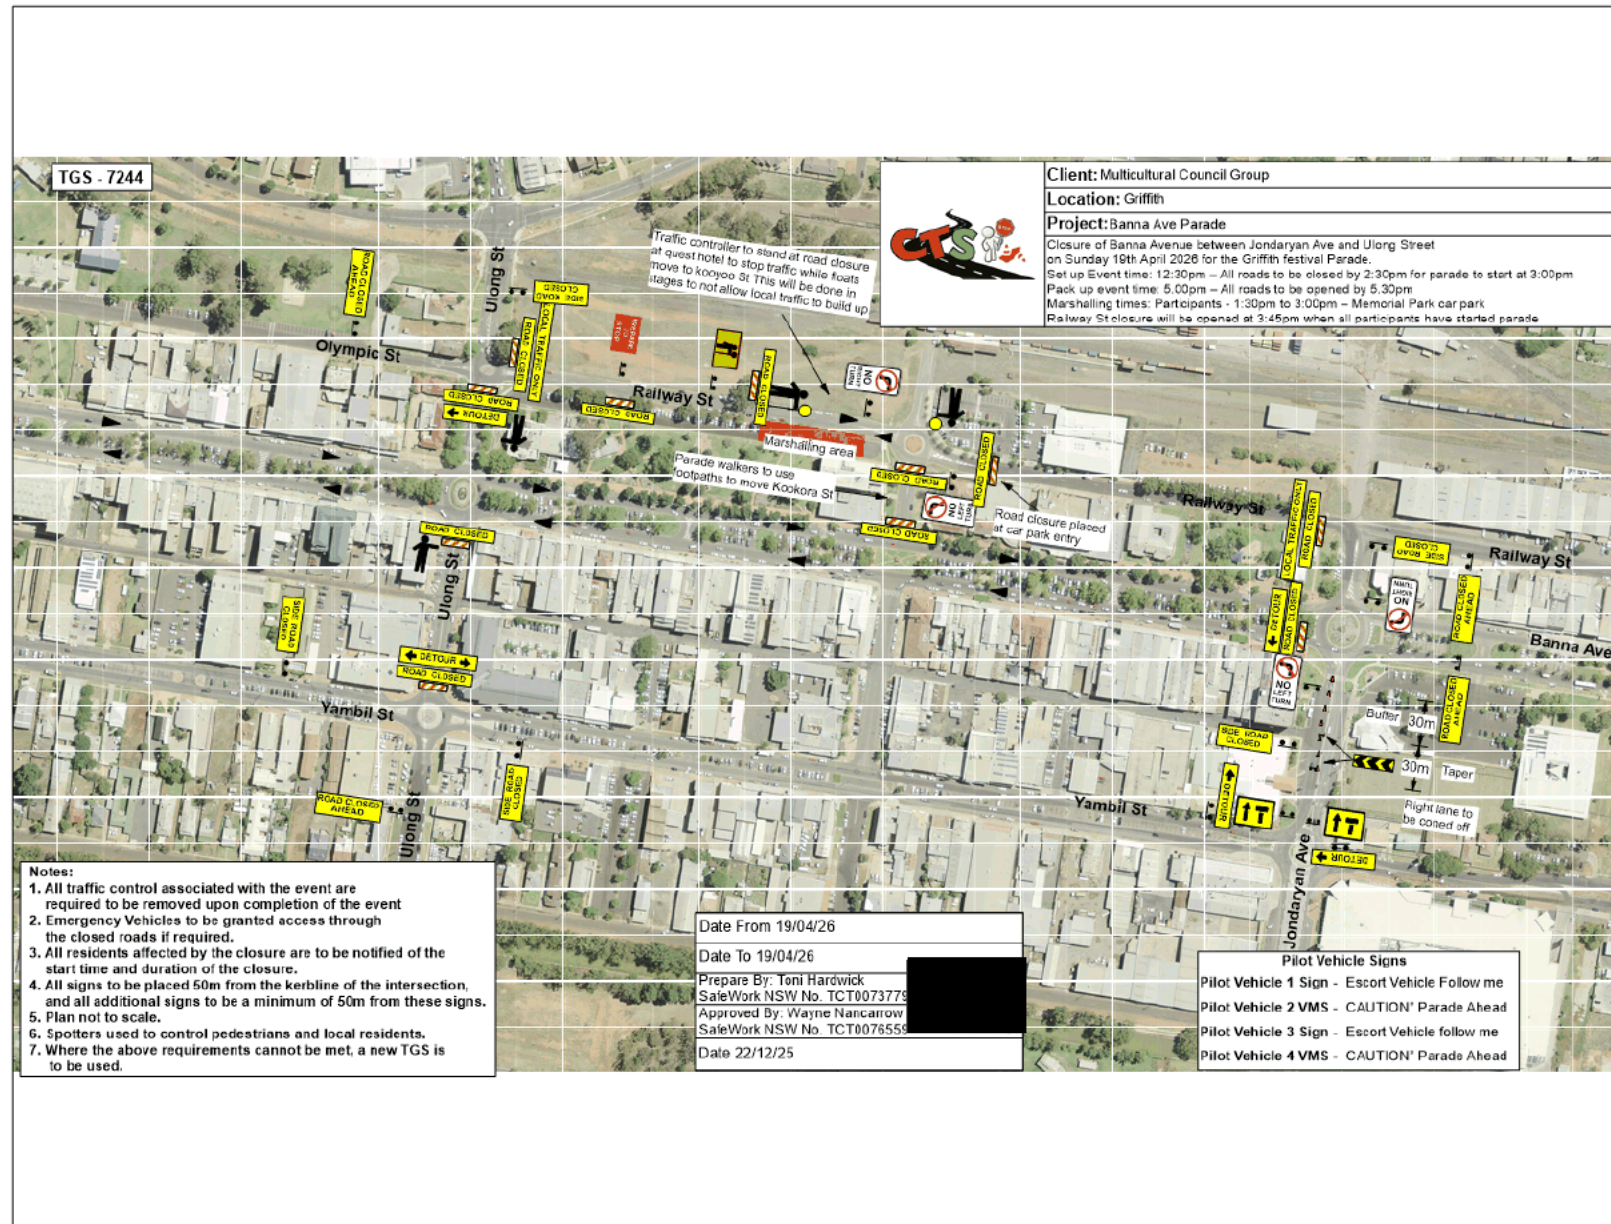 TGS - 7244
CTS
STOP
Client: Multicultural Council Group
Location: Griffith
Project: Banna Ave Parade
Closure of Banna Avenue between Jondaryan Ave and Ulong Street
on Sunday 19th April 2026 for the Griffith festival Parade.
Set up Event time: 12:30pm – All roads to be closed by 2:30pm for parade to start at 3:00pm
Pack up event time: 5.00pm – All roads to be opened by 5.30pm
Marshalling times: Participants - 1:30pm to 3:00pm – Memorial Park car park
Railway St closure will be opened at 3:45pm when all participants have started parade
Traffic controller to stand at road closure
at quest hotel to stop traffic while floats
move to kooyoo St This will be done in
stages to not allow local traffic to build up
ROAD CLOSED
AHEAD
Ulong St
SIDE ROAD
CLOSED
LOCAL TRAFFIC ONLY
ROAD CLOSED
PREPARE
TO
STOP
Olympic St
ROAD CLOSED
DETOUR
Railway St
ROAD CLOSED
ROAD CLOSED
NO
RIGHT
TURN
Marshalling area
Parade walkers to use
footpaths to move Kookora St
ROAD CLOSED
ROAD CLOSED
NO
LEFT
TURN
ROAD CLOSED
Road closure placed
at car park entry
Railway St
LOCAL TRAFFIC ONLY
ROAD CLOSED
SIDE ROAD
CLOSED
Railway St
NO
RIGHT
TURN
ROAD CLOSED
AHEAD
DETOUR
ROAD CLOSED
Banna Ave
NO
LEFT
TURN
ROAD CLOSED
AHEAD
ROAD CLOSED
Ulong St
SIDE ROAD
CLOSED
DETOUR
ROAD CLOSED
Yambil St
ROAD CLOSED
AHEAD
SIDE ROAD
CLOSED
Ulong St
Buffer 30m
30m Taper
SIDE ROAD
CLOSED
DETOUR
Yambil St
Right lane to
be coned off
DETOUR
Jondaryan Ave
Notes:
1. All traffic control associated with the event are
required to be removed upon completion of the event
2. Emergency Vehicles to be granted access through
the closed roads if required.
3. All residents affected by the closure are to be notified of the
start time and duration of the closure.
4. All signs to be placed 50m from the kerbline of the intersection,
and all additional signs to be a minimum of 50m from these signs.
5. Plan not to scale.
6. Spotters used to control pedestrians and local residents.
7. Where the above requirements cannot be met, a new TGS is
to be used.
Date From 19/04/26
Date To 19/04/26
Prepare By: Toni Hardwick
SafeWork NSW No. TCT0073779
Approved By: Wayne Nancarrow
SafeWork NSW No. TCT0076559
Date 22/12/25
Pilot Vehicle Signs
Pilot Vehicle 1 Sign - Escort Vehicle Follow me
Pilot Vehicle 2 VMS - CAUTION' Parade Ahead
Pilot Vehicle 3 Sign - Escort Vehicle follow me
Pilot Vehicle 4 VMS - CAUTION' Parade Ahead